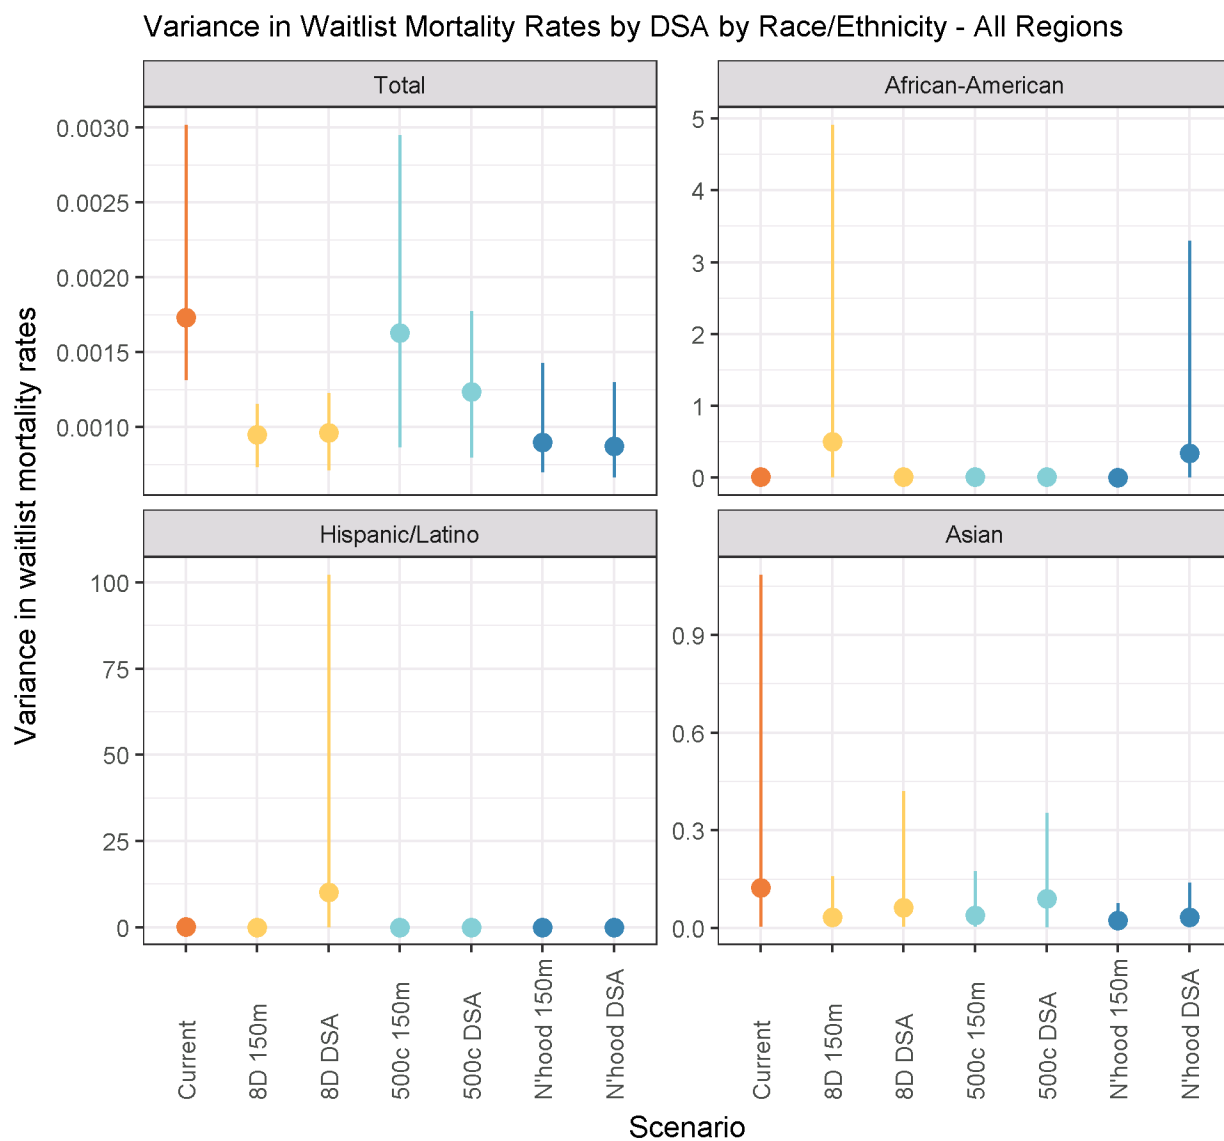 Variance in Waitlist Mortality Rates by DSA by Race/Ethnicity - All Regions
Variance in waitlist mortality rates
Total
0.0030
0.0025
0.0020
0.0015
0.0010
African-American
5
4
3
2
1
0
Hispanic/Latino
100
75
50
25
0
Asian
0.9
0.6
0.3
0.0
Current
8D 150m
8D DSA
500c 150m
500c DSA
N'hood 150m
N'hood DSA
Current
8D 150m
8D DSA
500c 150m
500c DSA
N'hood 150m
N'hood DSA
Scenario